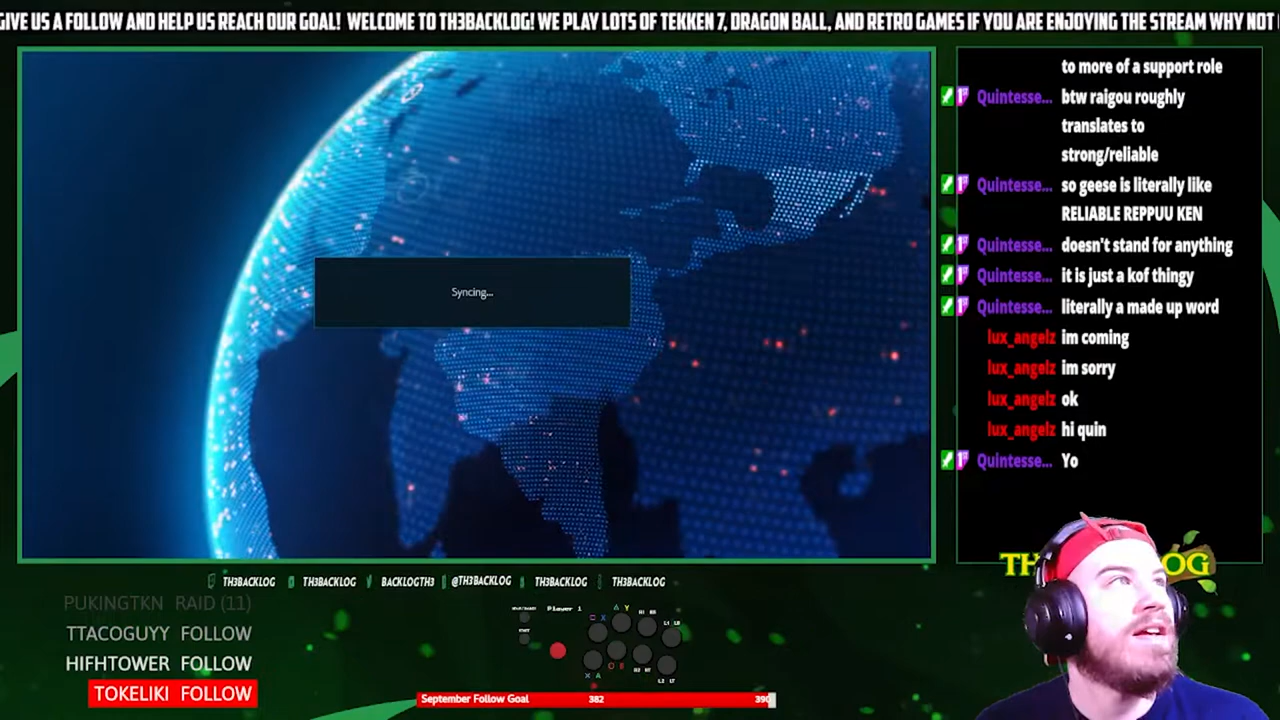 GIVE US A FOLLOW AND HELP US REACH OUR GOAL! WELCOME TO TH3BACKLOG! WE PLAY LOTS OF TEKKEN 7, DRAGON BALL, AND RETRO GAMES IF YOU ARE ENJOYING THE STREAM WHY NOT
to more of a support role
Quintesse... btw raigou roughly
translates to
strong/reliable
Quintesse... so geese is literally like
RELIABLE REPPUU KEN
Quintesse... doesn't stand for anything
Quintesse... it is just a kof thingy
Quintesse... literally a made up word
lux_angelz im coming
lux_angelz im sorry
lux_angelz ok
lux_angelz hi quin
Quintesse... Yo
Syncing...
TH OG
TH3BACKLOG TH3BACKLOG BACKLOGTH3 @TH3BACKLOG TH3BACKLOG TH3BACKLOG
PUKINGTKN RAID (11)
TTACOGUYY FOLLOW
HIFHTOWER FOLLOW
TOKELIKI FOLLOW
Player 1
September Follow Goal 382 390